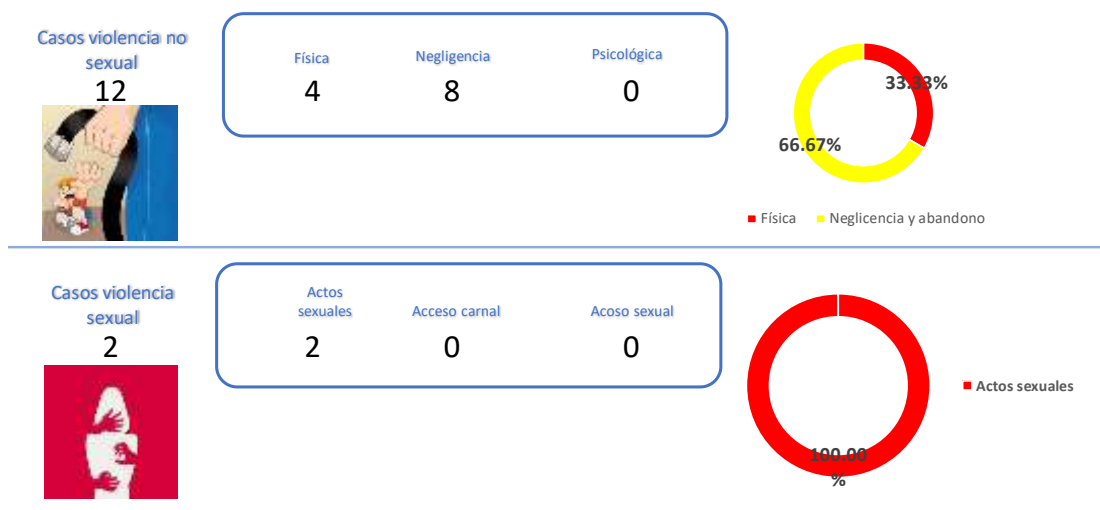 Casos violencia no
sexual
12
Física
Negligencia
Psicológica
4
8
0
33.33%
66.67%
Física
Neglicencia y abandono
Casos violencia
sexual
2
Actos
sexuales
Acceso carnal
Acoso sexual
2
0
0
Actos sexuales
100.00
%